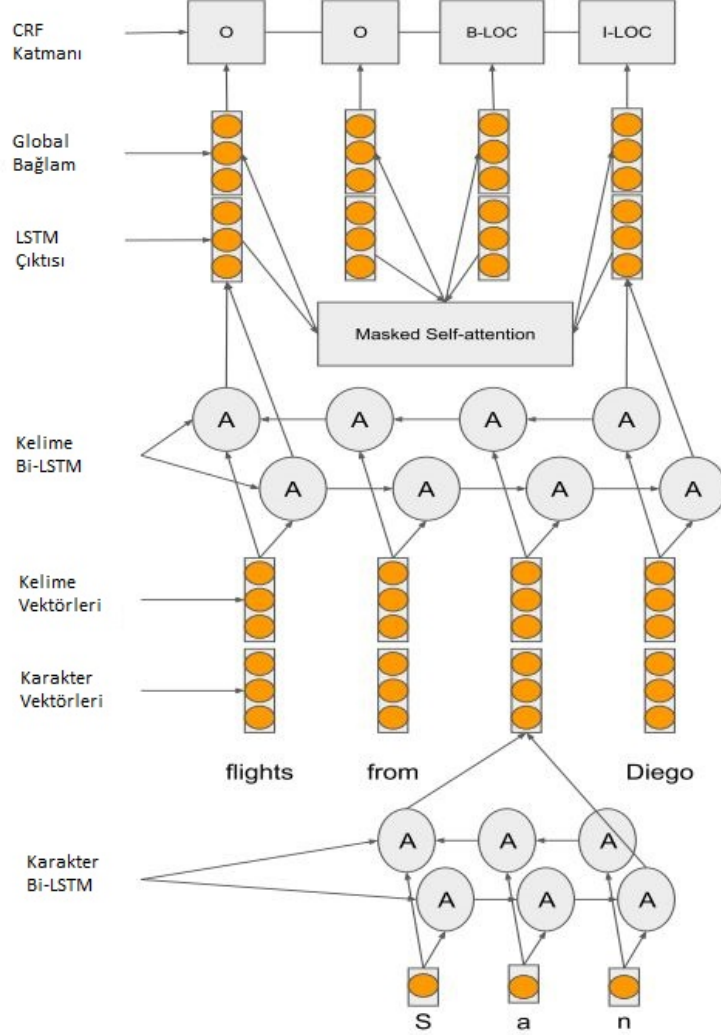 CRF
Katmanı
O
O
B-LOC
I-LOC
Global
Bağlam
LSTM
Çıktısı
Masked Self-attention
A
A
A
A
Kelime
Bi-LSTM
A
A
A
A
Kelime
Vektörleri
Karakter
Vektörleri
flights
from
Diego
A
A
A
Karakter
Bi-LSTM
A
A
A
S
a
n